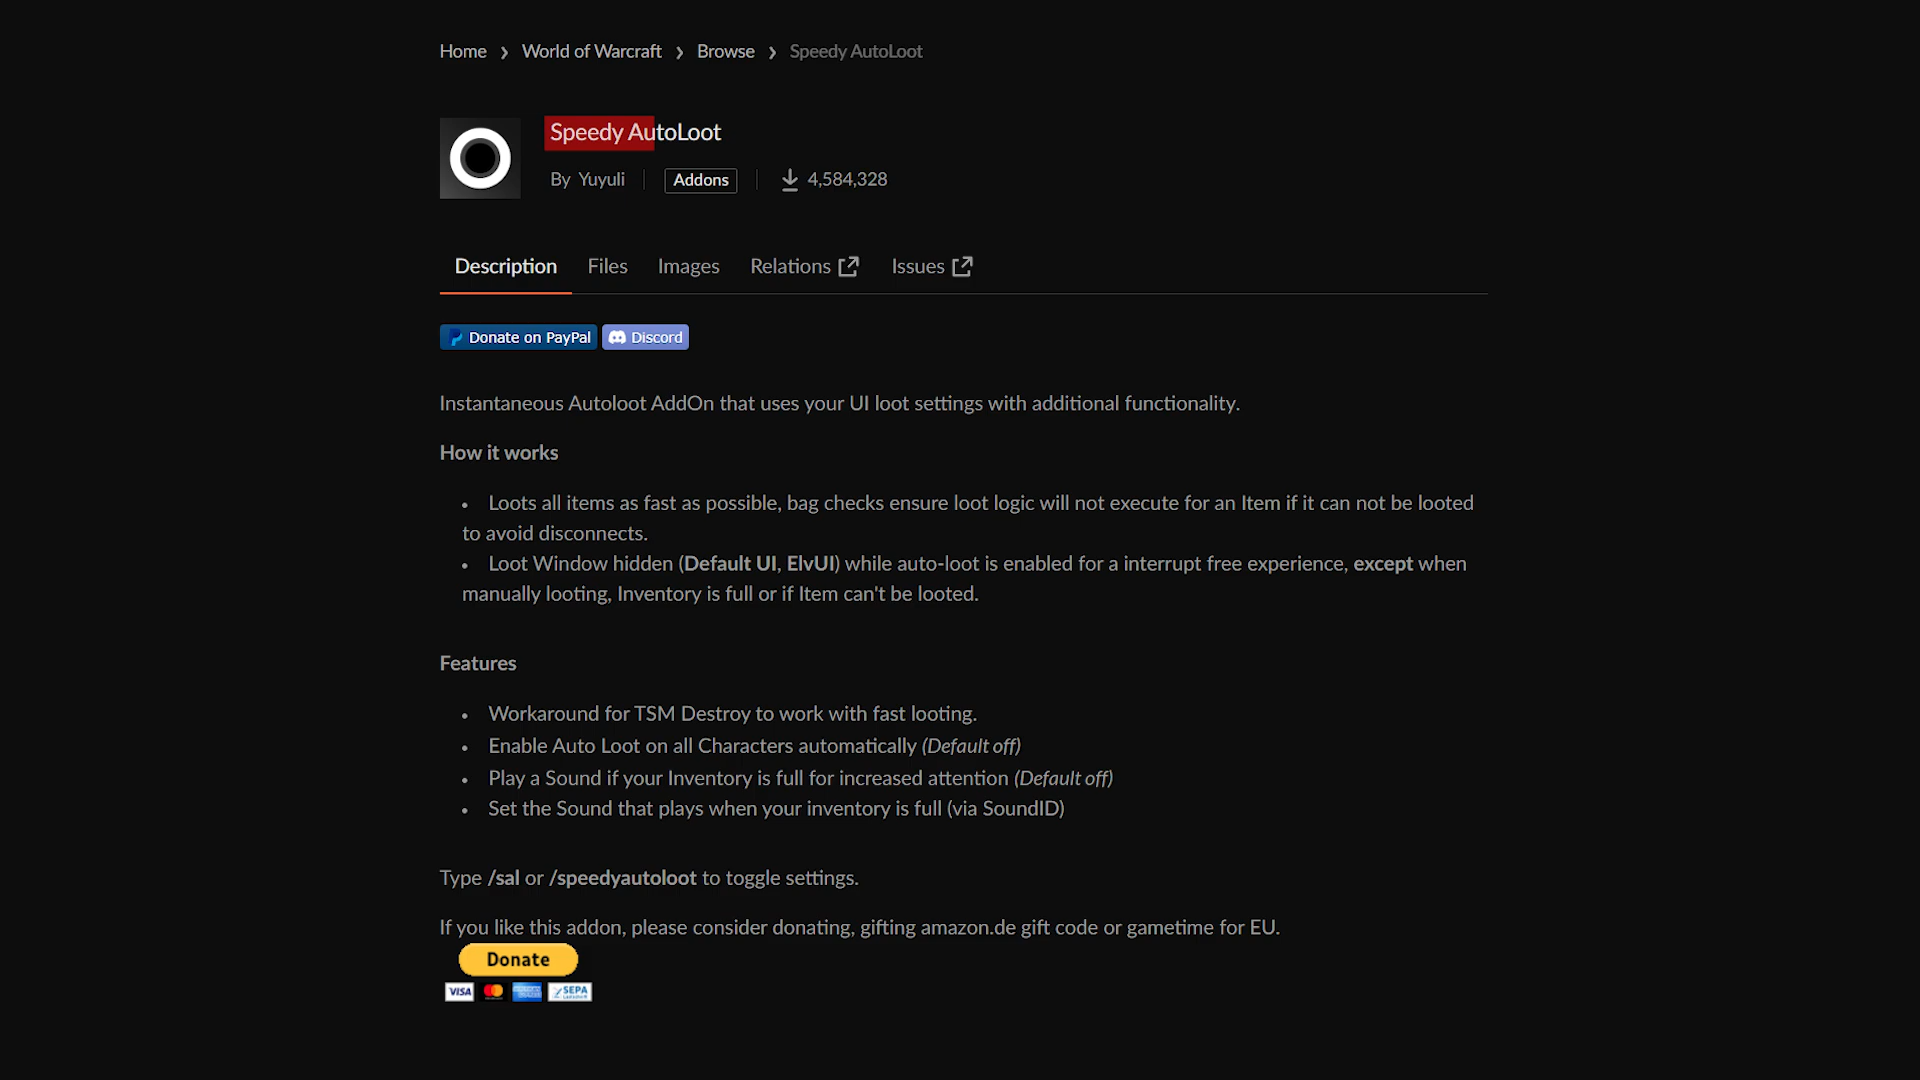 Home > World of Warcraft > Browse > Speedy AutoLoot
Speedy AutoLoot
By Yuyuli Addons 4,584,328
Description Files Images Relations Issues
Donate on PayPal Discord
Instantaneous Autoloot AddOn that uses your UI loot settings with additional functionality.
How it works
• Loots all items as fast as possible, bag checks ensure loot logic will not execute for an Item if it can not be looted
to avoid disconnects.
• Loot Window hidden (Default UI, ElvUI) while auto-loot is enabled for a interrupt free experience, except when
manually looting, Inventory is full or if Item can't be looted.
Features
• Workaround for TSM Destroy to work with fast looting.
• Enable Auto Loot on all Characters automatically (Default off)
• Play a Sound if your Inventory is full for increased attention (Default off)
• Set the Sound that plays when your inventory is full (via SoundID)
Type /sal or /speedyautoloot to toggle settings.
If you like this addon, please consider donating, gifting amazon.de gift code or gametime for EU.
Donate
VISA SEPA